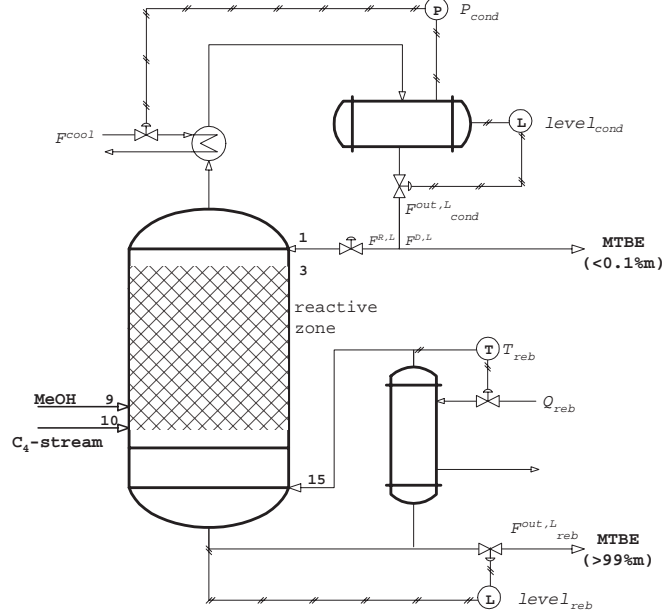 P P_cond
F^cool
L level_cond
F^out,L_cond
1 F^R,L F^D,L
MTBE
(<0.1%m)
3
reactive
zone
T T_reb
MeOH 9
Q_reb
10
C₄-stream
15
F^out,L_reb
MTBE
(>99%m)
L level_reb